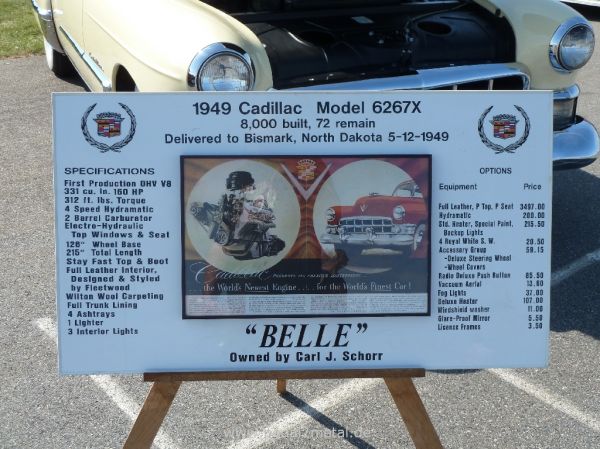 1949 Cadillac Model 6267X
8,000 built, 72 remain
Delivered to Bismark, North Dakota 5-12-1949
SPECIFICATIONS
First Production OHV V8
331 cu. in. 160 HP
312 ft. lbs. Torque
4 Speed Hydramatic
2 Barrel Carburator
Electro-Hydraulic
Top Windows & Seat
126" Wheel Base
215" Total Length
Stay Fast Top & Boot
Full Leather Interior,
Designed & Styled
by Fleetwood
Wilton Wool Carpeting
Full Trunk Lining
4 Ashtrays
1 Lighter
3 Interior Lights
Cadillac
the World's Newest Engine . . . for the World's Finest Car!
OPTIONS
Equipment Price
Full Leather, P Top, P Seat 3497.00
Hydramatic 200.00
Std. Heater, Special Paint, 215.50
Backup Lights
4 Royal White S. W. 20.50
Accessory Group 59.15
-Deluxe Steering Wheel
-Wheel Covers
Radio Deluxe Push Button 85.50
Vaccum Aerial 13.60
Fog Lights 37.00
Deluxe Heater 107.00
Windshield washer 11.00
Glare-Proof Mirror 5.50
Licence Frames 3.50
"BELLE"
Owned by Carl J. Schorr